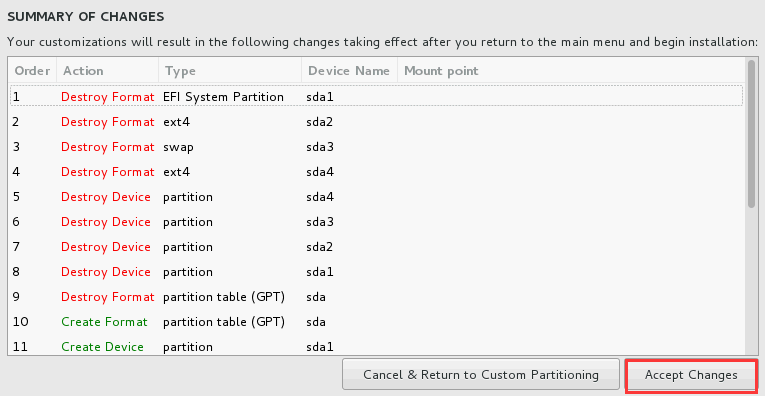 SUMMARY OF CHANGES
Your customizations will result in the following changes taking effect after you return to the main menu and begin installation:
Order Action Type Device Name Mount point
1 Destroy Format EFI System Partition sda1
2 Destroy Format ext4 sda2
3 Destroy Format swap sda3
4 Destroy Format ext4 sda4
5 Destroy Device partition sda4
6 Destroy Device partition sda3
7 Destroy Device partition sda2
8 Destroy Device partition sda1
9 Destroy Format partition table (GPT) sda
10 Create Format partition table (GPT) sda
11 Create Device partition sda1
Cancel & Return to Custom Partitioning Accept Changes